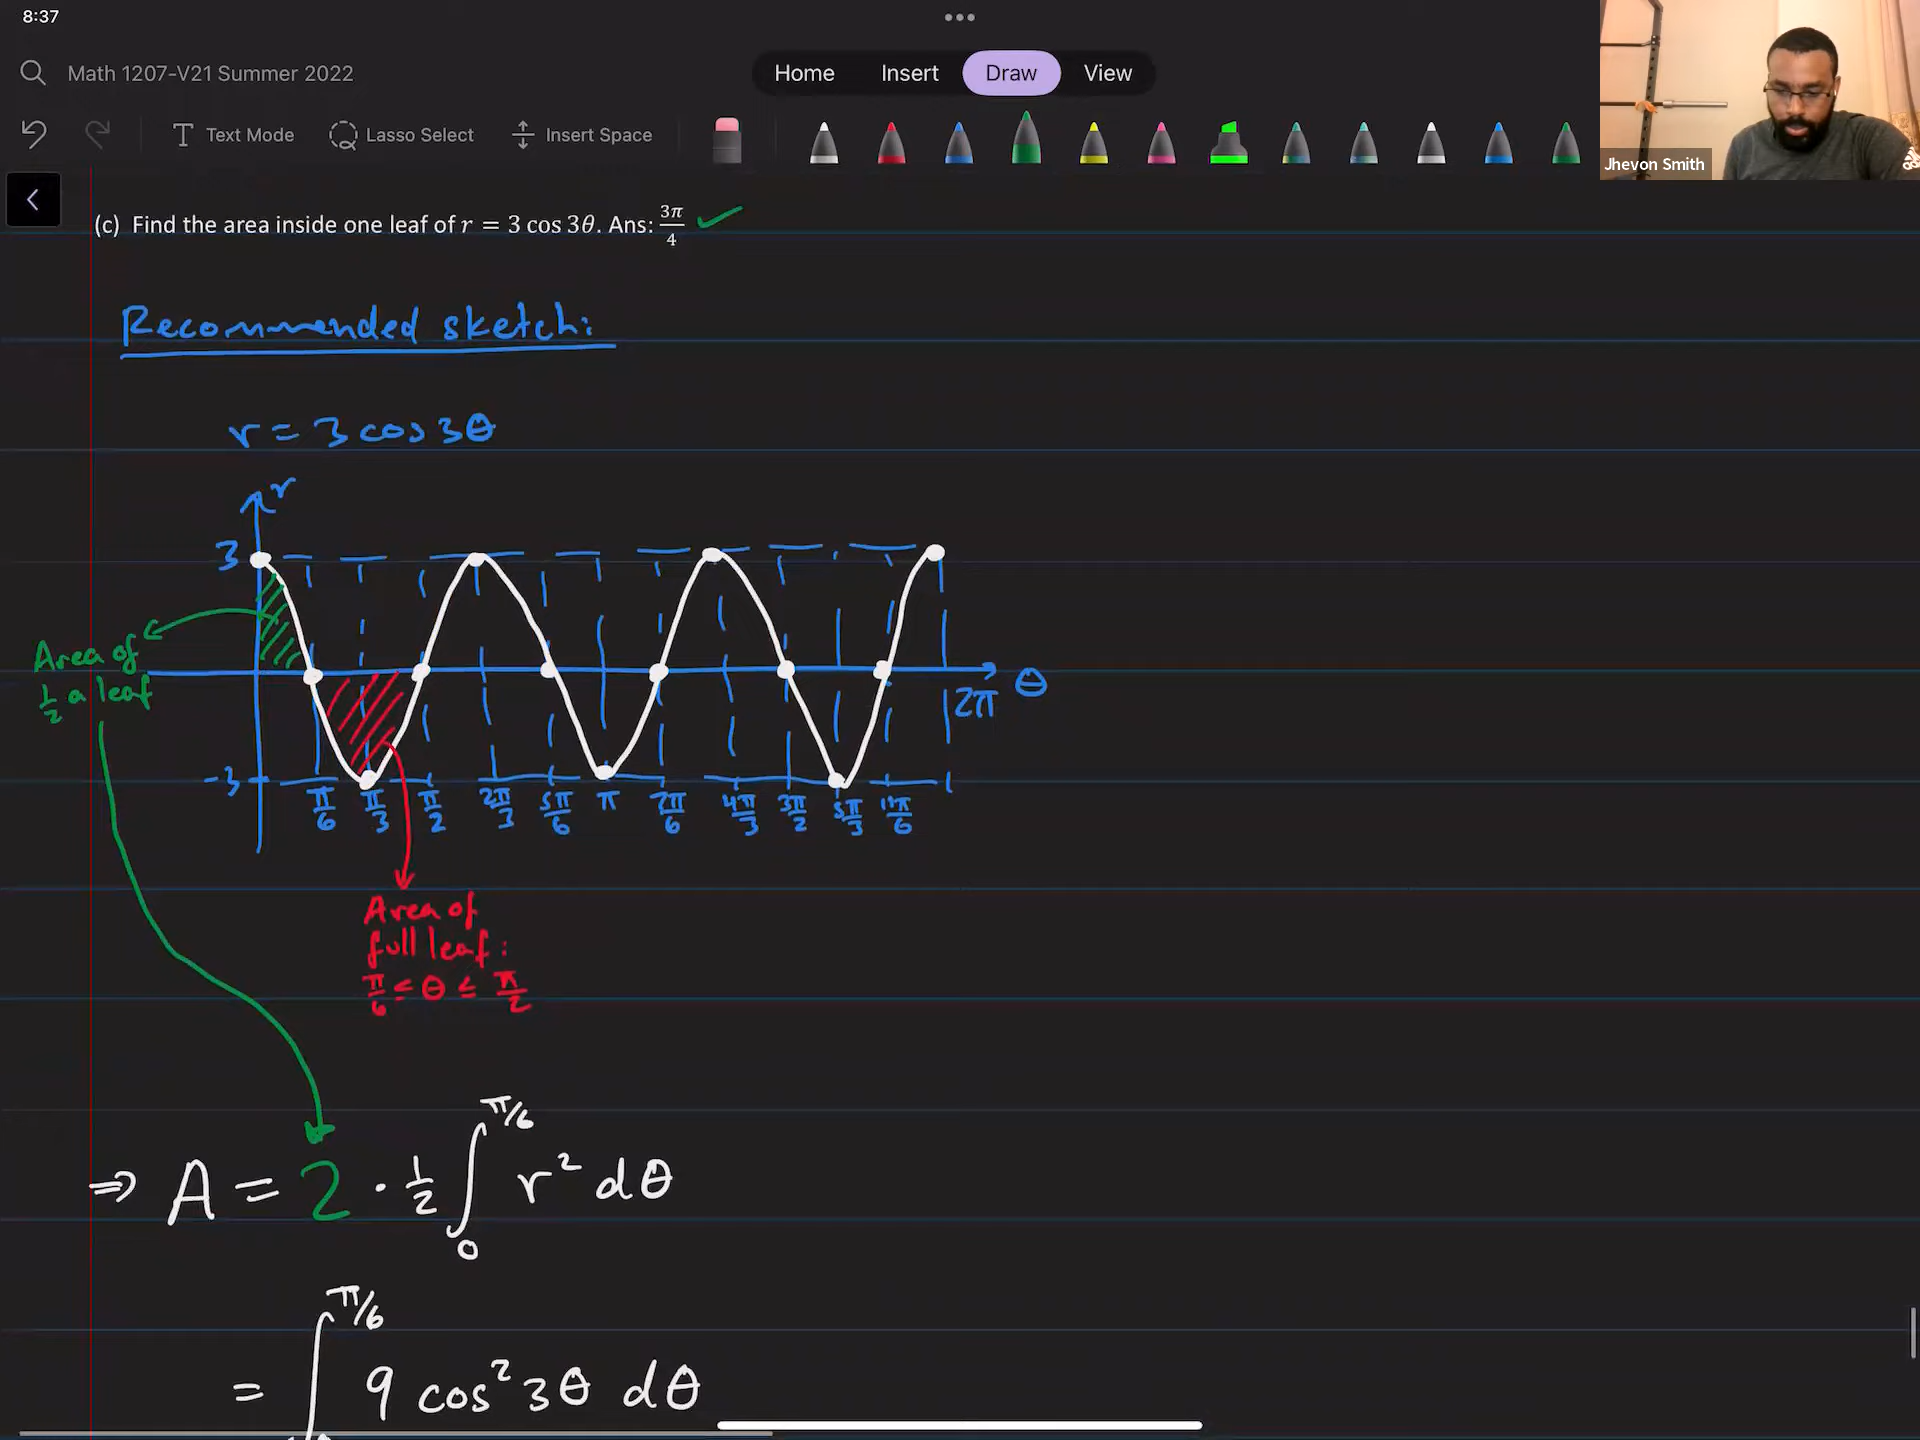 8:37
Math 1207-V21 Summer 2022
Home Insert Draw View
Text Mode Lasso Select Insert Space
Jhevon Smith
(c) Find the area inside one leaf of r = 3 cos 3θ. Ans: 3π/4 ✓
Recommended sketch:
r = 3 cos 3θ
r
3
Area of
1/2 a leaf
θ
2π
-3
π/6 π/3 π/2 2π/3 5π/6 π 7π/6 4π/3 3π/2 5π/3 11π/6
Area of
full leaf:
π/6 ≤ θ ≤ π/2
⇒ A = 2 · 1/2 ∫₀^π/6 r² dθ
= ∫^π/6 9 cos² 3θ dθ